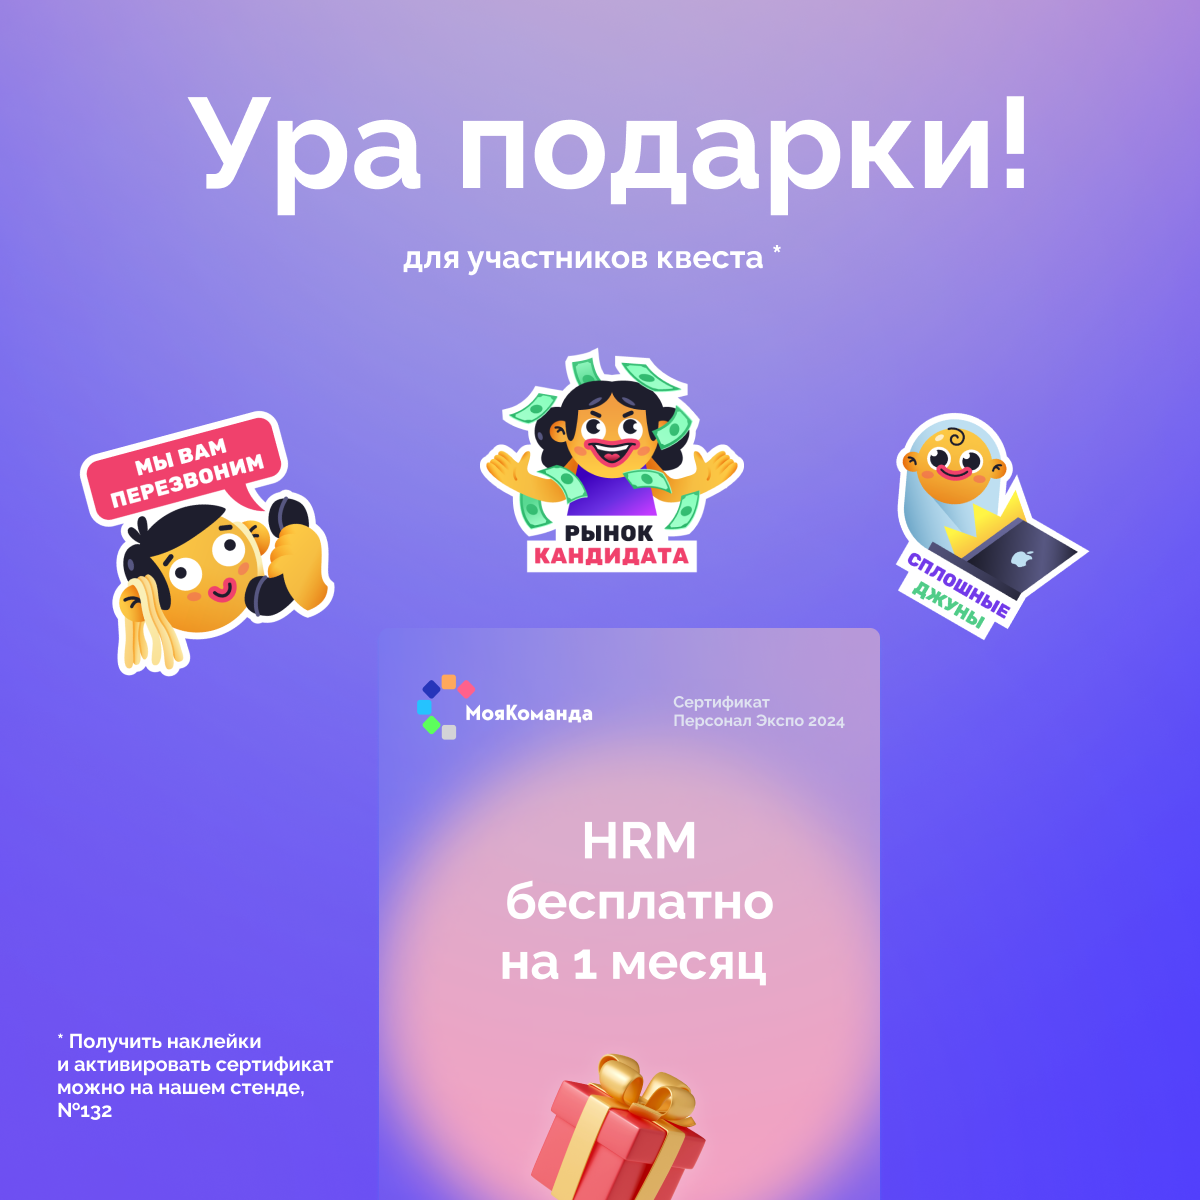 Ура подарки!
для участников квеста *
МЫ ВАМ
ПЕРЕЗВОНИМ
РЫНОК
КАНДИДАТА
СПЛОШНЫЕ
ДЖУНЫ
МояКоманда
Сертификат
Персонал Экспо 2024
HRM
бесплатно
на 1 месяц
* Получить наклейки
и активировать сертификат
можно на нашем стенде,
№132